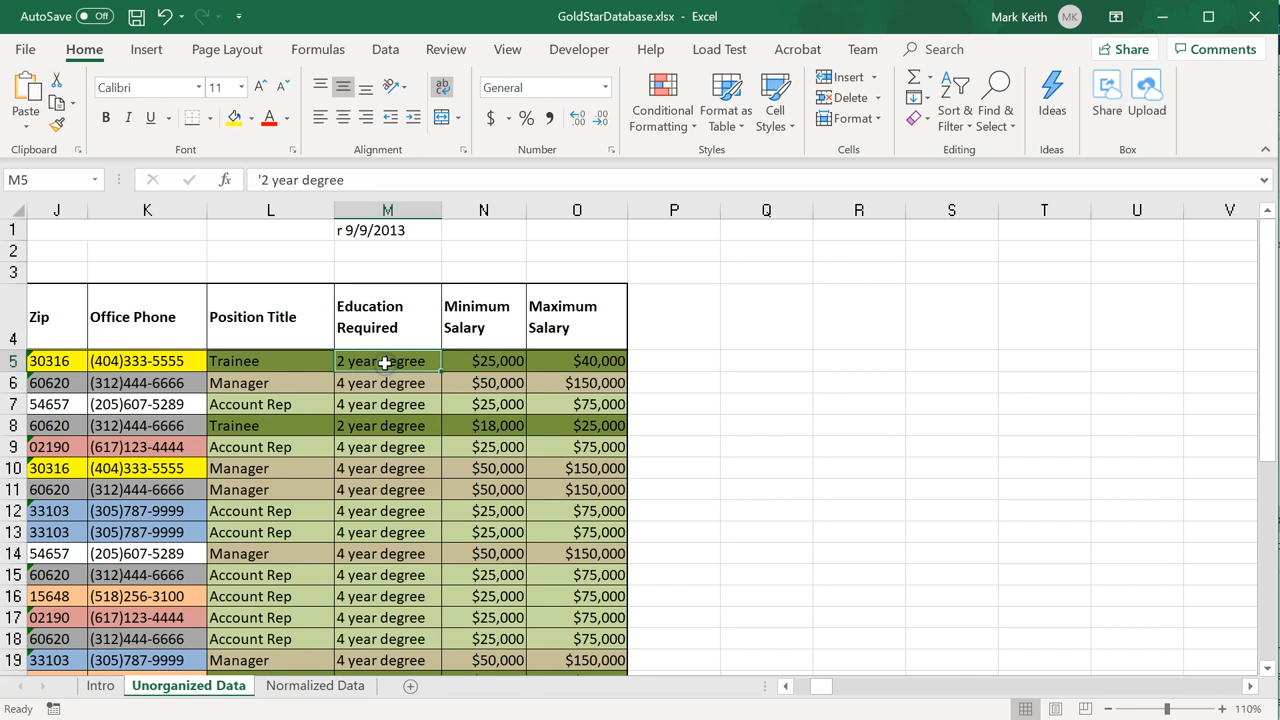 AutoSave Off GoldStarDatabase.xlsx - Excel Mark Keith MK
File Home Insert Page Layout Formulas Data Review View Developer Help Load Test Acrobat Team Search Share Comments
Paste Calibri 11 General Conditional Formatting Format as Table Cell Styles Insert Delete Format Sort & Filter Find & Select Ideas Share Upload
Clipboard Font Alignment Number Styles Cells Editing Ideas Box
M5 fx '2 year degree
J K L M N O P Q R S T U V
1 r 9/9/2013
2
3
4 Zip Office Phone Position Title Education Required Minimum Salary Maximum Salary
5 30316 (404)333-5555 Trainee 2 year degree $25,000 $40,000
6 60620 (312)444-6666 Manager 4 year degree $50,000 $150,000
7 54657 (205)607-5289 Account Rep 4 year degree $25,000 $75,000
8 60620 (312)444-6666 Trainee 2 year degree $18,000 $25,000
9 02190 (617)123-4444 Account Rep 4 year degree $25,000 $75,000
10 30316 (404)333-5555 Manager 4 year degree $50,000 $150,000
11 60620 (312)444-6666 Manager 4 year degree $50,000 $150,000
12 33103 (305)787-9999 Account Rep 4 year degree $25,000 $75,000
13 33103 (305)787-9999 Account Rep 4 year degree $25,000 $75,000
14 54657 (205)607-5289 Manager 4 year degree $50,000 $150,000
15 60620 (312)444-6666 Account Rep 4 year degree $25,000 $75,000
16 15648 (518)256-3100 Account Rep 4 year degree $25,000 $75,000
17 02190 (617)123-4444 Account Rep 4 year degree $25,000 $75,000
18 60620 (312)444-6666 Account Rep 4 year degree $25,000 $75,000
19 33103 (305)787-9999 Manager 4 year degree $50,000 $150,000
Intro Unorganized Data Normalized Data
Ready 110%